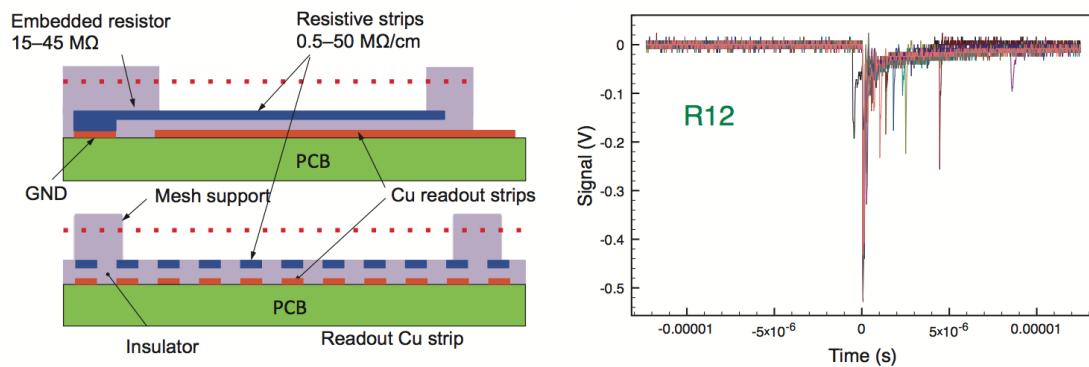 Embedded resistor
15–45 MΩ
Resistive strips
0.5–50 MΩ/cm
PCB
GND
Mesh support
Cu readout strips
PCB
Insulator
Readout Cu strip
0
-0.1
-0.2
-0.3
-0.4
-0.5
Signal (V)
R12
-0.00001
-5×10⁻⁶
0
5×10⁻⁶
0.00001
Time (s)